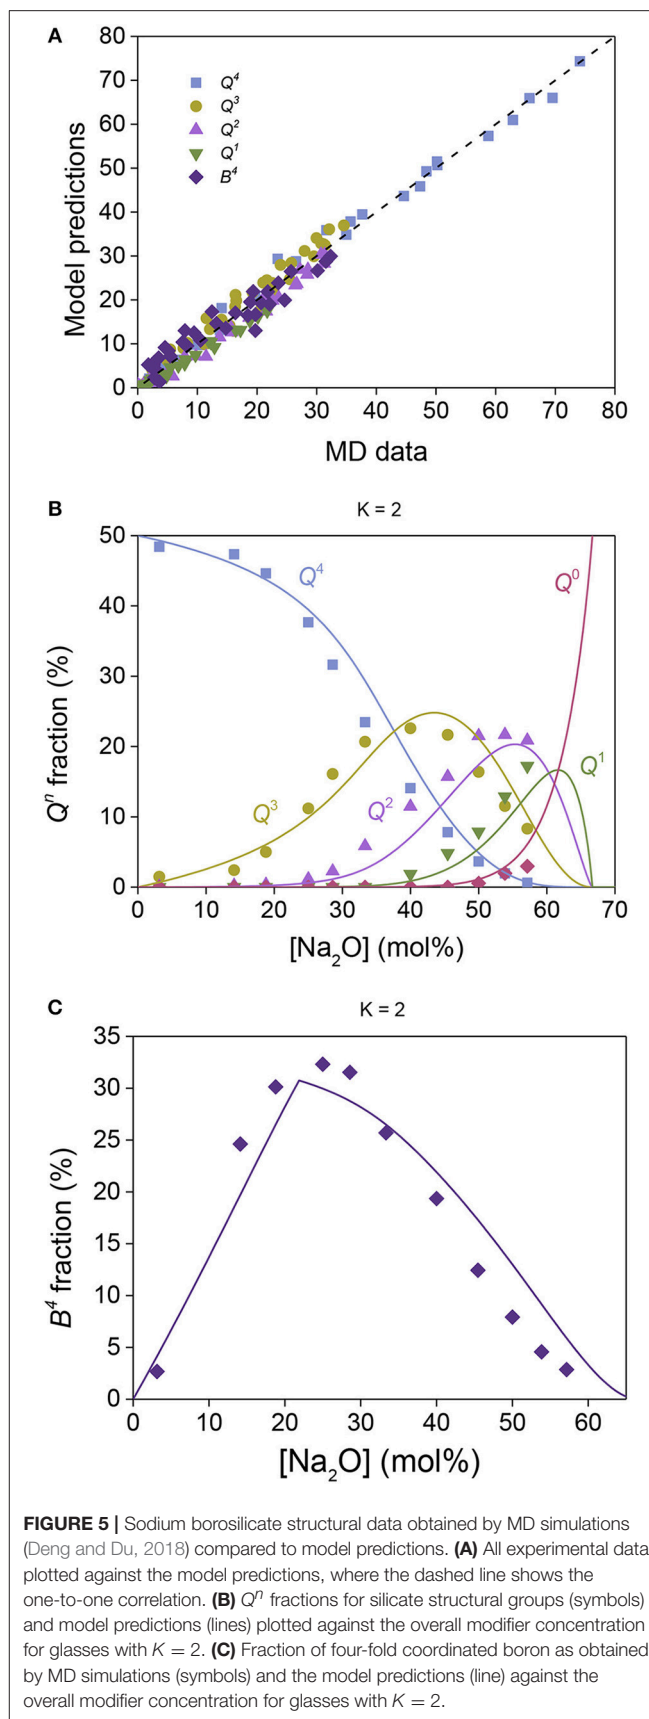 A
80
70
60
50
40
30
20
10
0
Model predictions
Q⁴
Q³
Q²
Q¹
B⁴
0 10 20 30 40 50 60 70 80
MD data
B
K = 2
50
40
30
20
10
0
Qⁿ fraction (%)
Q⁴
Q⁰
Q³
Q²
Q¹
0 10 20 30 40 50 60 70
[Na₂O] (mol%)
C
K = 2
35
30
25
20
15
10
5
0
B⁴ fraction (%)
0 10 20 30 40 50 60
[Na₂O] (mol%)
FIGURE 5 | Sodium borosilicate structural data obtained by MD simulations
(Deng and Du, 2018) compared to model predictions. (A) All experimental data
plotted against the model predictions, where the dashed line shows the
one-to-one correlation. (B) Qⁿ fractions for silicate structural groups (symbols)
and model predictions (lines) plotted against the overall modifier concentration
for glasses with K = 2. (C) Fraction of four-fold coordinated boron as obtained
by MD simulations (symbols) and the model predictions (line) against the
overall modifier concentration for glasses with K = 2.